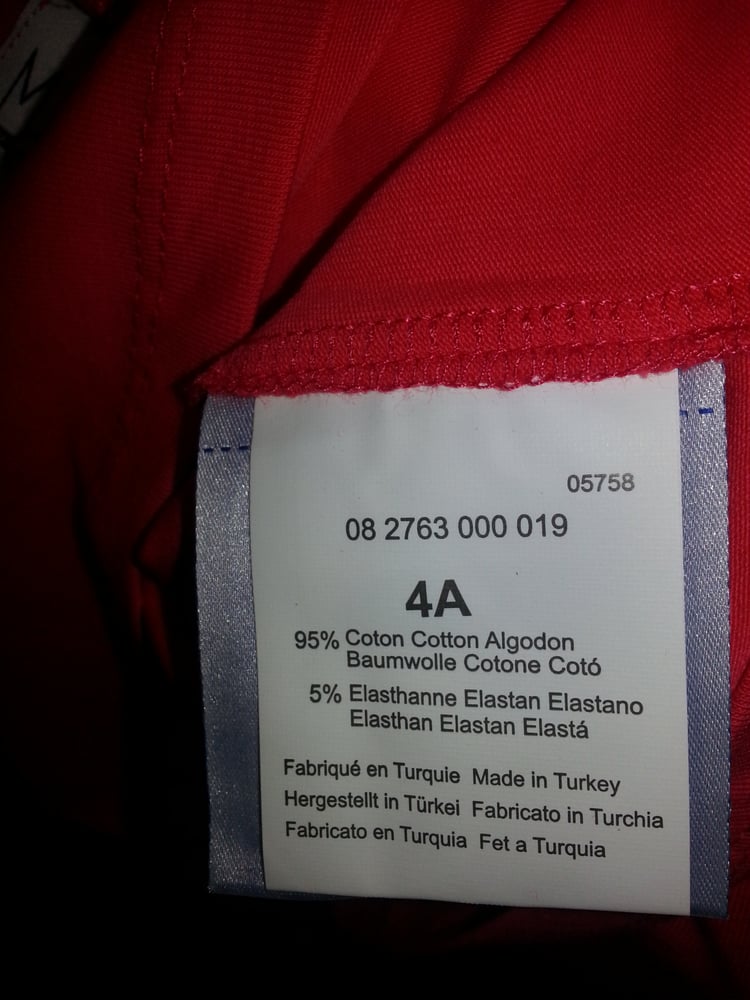 05758
08 2763 000 019
4A
95% Coton Cotton Algodon
Baumwolle Cotone Cotó
5% Elasthanne Elastan Elastano
Elasthan Elastan Elastá
Fabriqué en Turquie Made in Turkey
Hergestellt in Türkei Fabricato in Turchia
Fabricato en Turquia Fet a Turquia